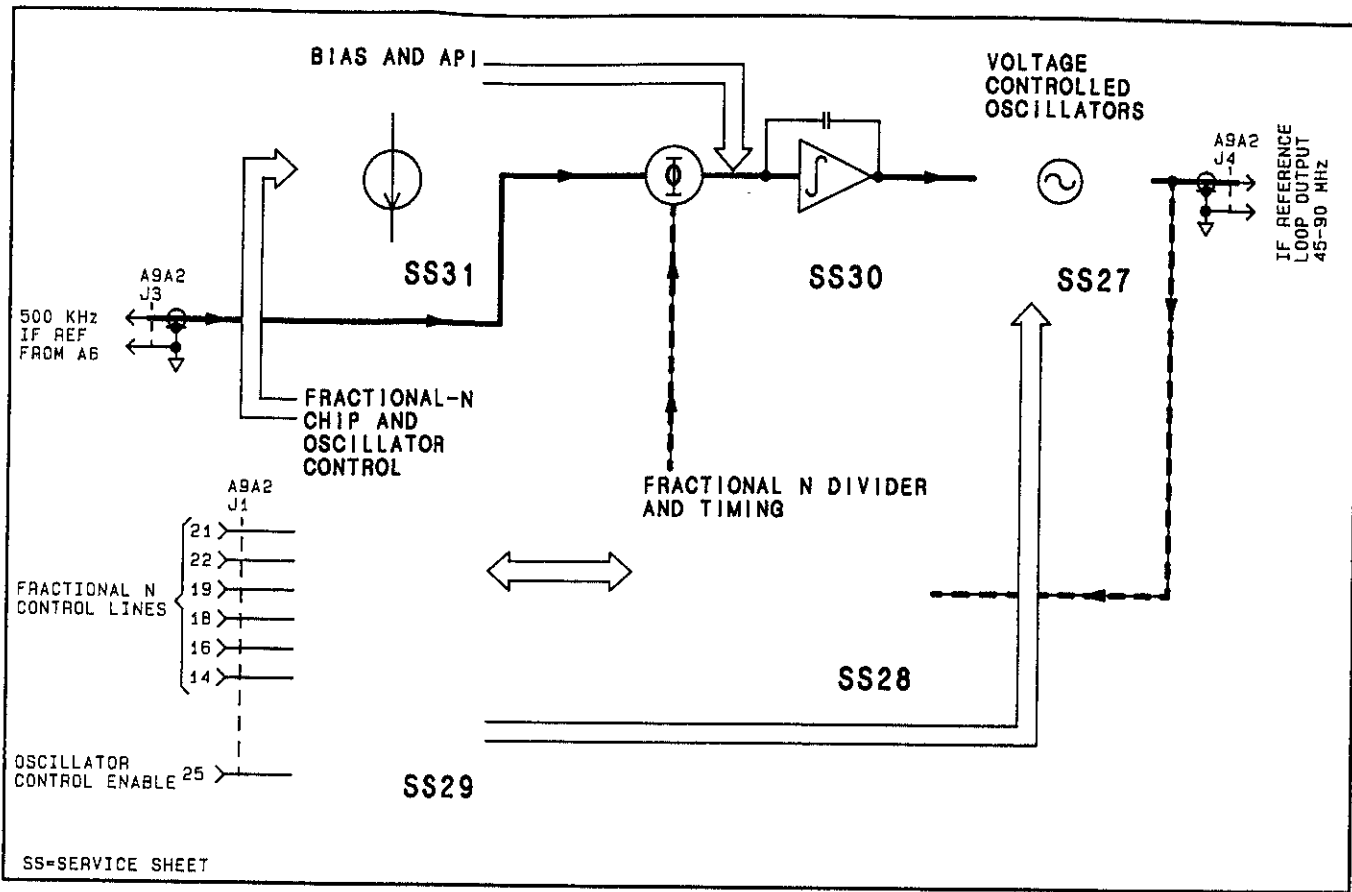 BIAS AND API
VOLTAGE
CONTROLLED
OSCILLATORS
A9A2
J4
IF REFERENCE
LOOP OUTPUT
45-90 MHz
Φ
∫
SS31
SS30
SS27
A9A2
J3
500 KHz
IF REF
FROM A6
FRACTIONAL-N
CHIP AND
OSCILLATOR
CONTROL
FRACTIONAL N DIVIDER
AND TIMING
A9A2
J1
21
22
FRACTIONAL N
CONTROL LINES
19
18
16
14
SS28
OSCILLATOR
CONTROL ENABLE
25
SS29
SS=SERVICE SHEET